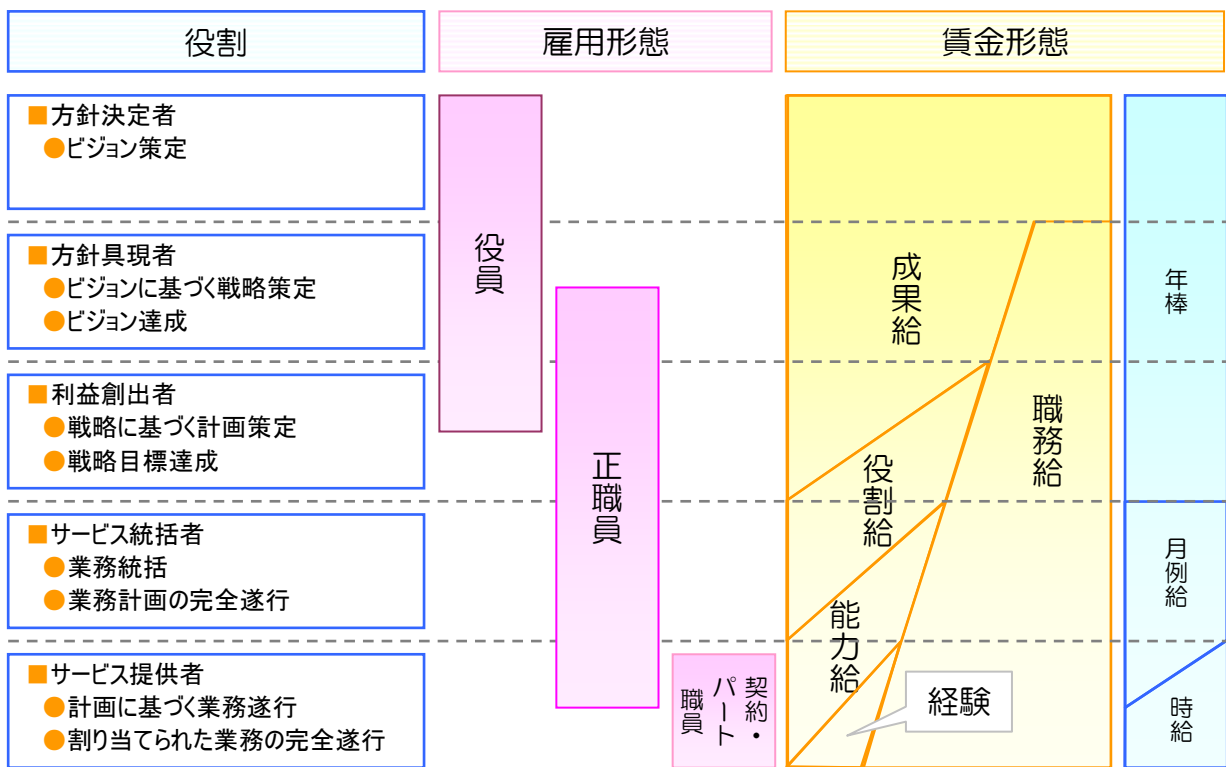 役割
雇用形態
賃金形態
■方針決定者
●ビジョン策定
■方針具現者
●ビジョンに基づく戦略策定
●ビジョン達成
■利益創出者
●戦略に基づく計画策定
●戦略目標達成
■サービス統括者
●業務統括
●業務計画の完全遂行
■サービス提供者
●計画に基づく業務遂行
●割り当てられた業務の完全遂行
役員
正職員
契約・
パート
職員
成果給
役割給
能力給
経験
職務給
年棒
月例給
時給